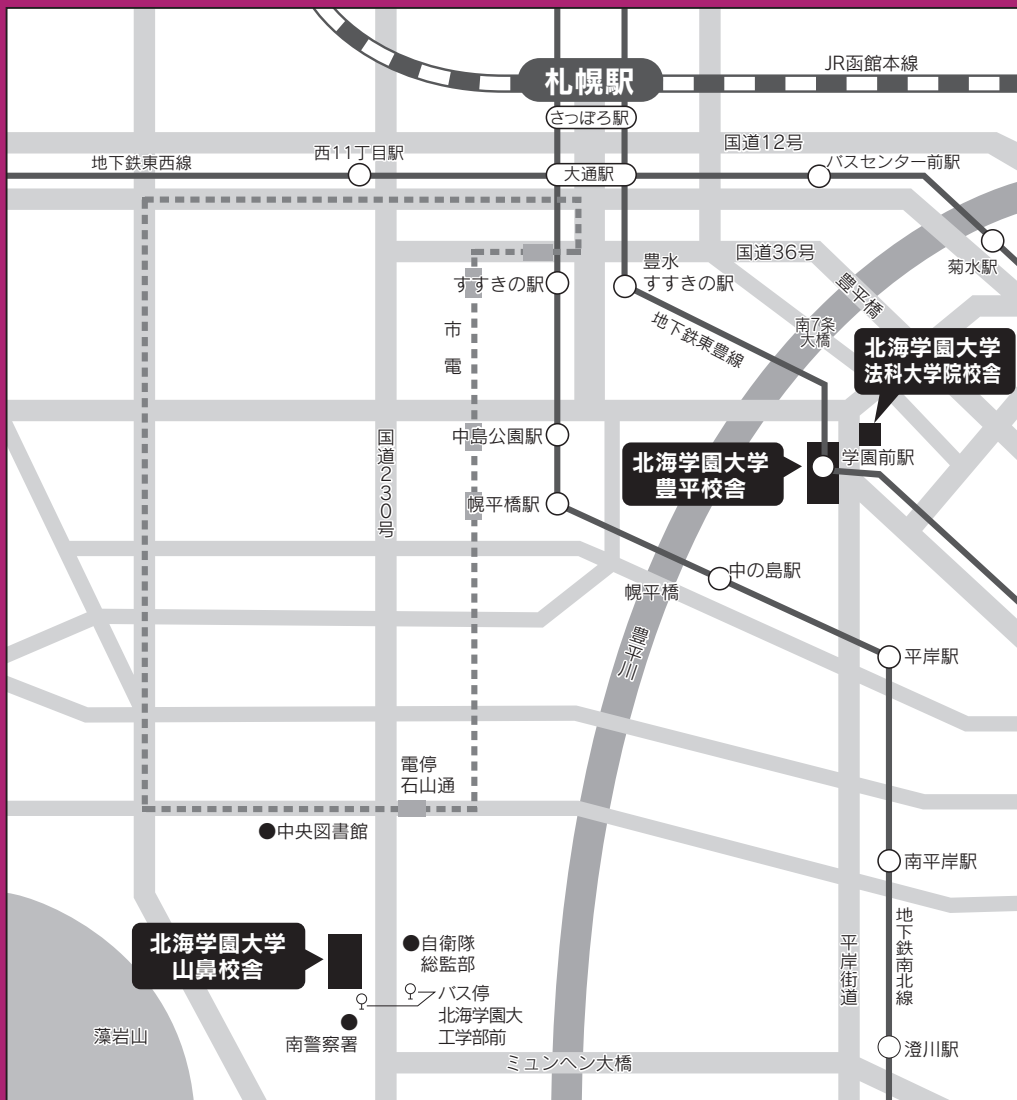 JR函館本線
札幌駅
さっぽろ駅
国道12号
地下鉄東西線
西11丁目駅
大通駅
バスセンター前駅
国道36号
菊水駅
すすきの駅
豊水
すすきの駅
豊平橋
市電
地下鉄東豊線
南7条
大橋
北海学園大学
法科大学院校舎
国道230号
中島公園駅
北海学園大学
豊平校舎
学園前駅
幌平橋駅
中の島駅
幌平橋
豊平川
平岸駅
電停
石山通
中央図書館
南平岸駅
北海学園大学
山鼻校舎
自衛隊
総監部
平岸街道
地下鉄南北線
バス停
北海学園大
工学部前
藻岩山
南警察署
澄川駅
ミュンヘン大橋